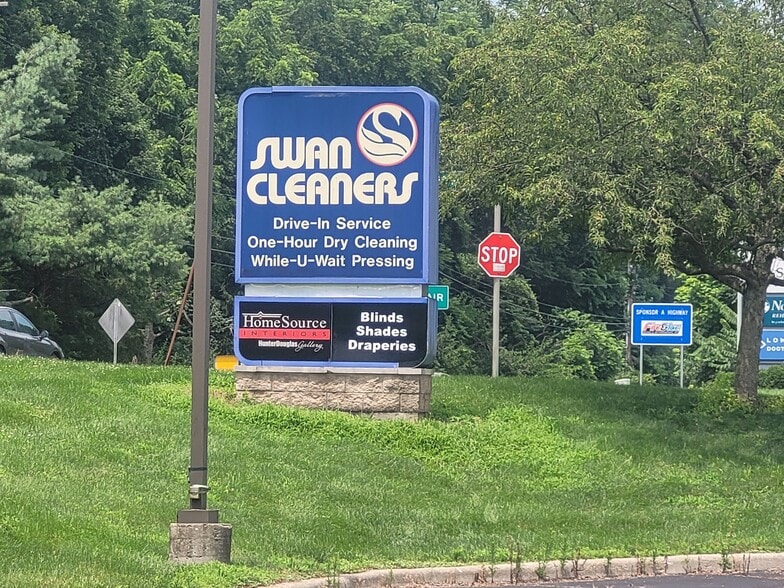 SWAN
CLEANERS
Drive-In Service
One-Hour Dry Cleaning
While-U-Wait Pressing
HomeSource
INTERIORS
HunterDouglas Gallery
Blinds
Shades
Draperies
STOP
SPONSOR A HIGHWAY